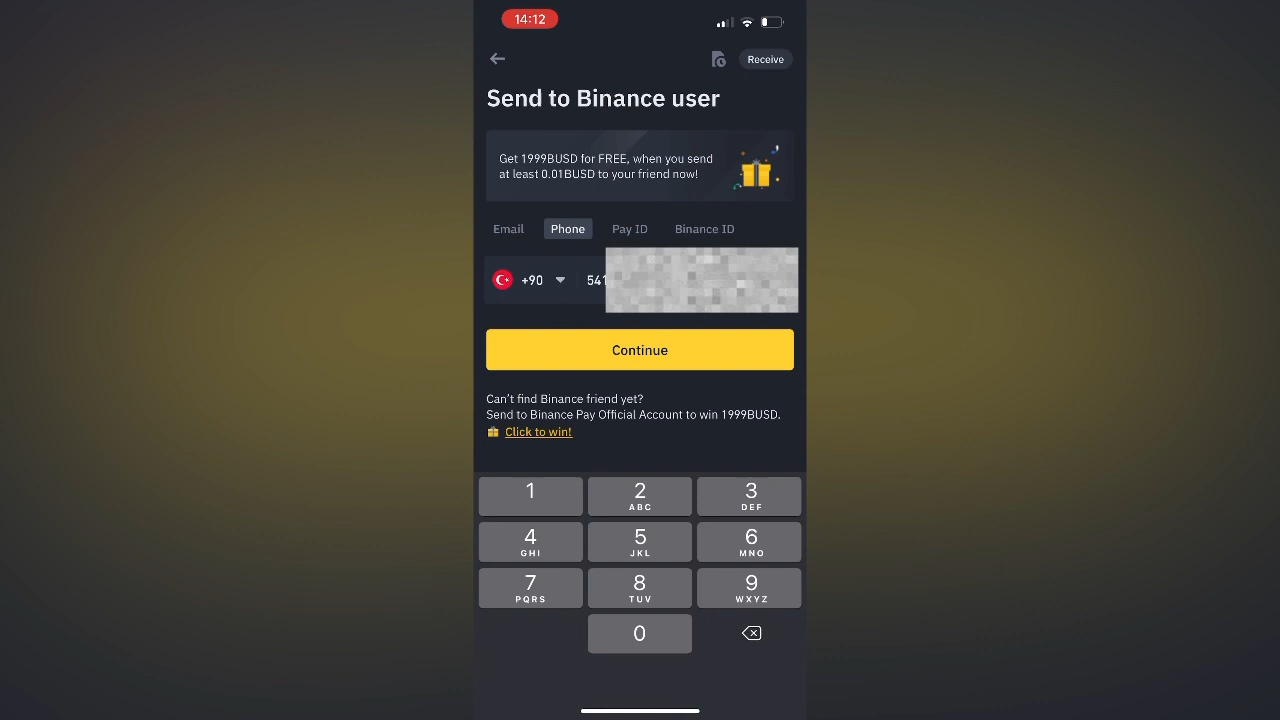 14:12
Receive
Send to Binance user
Get 1999BUSD for FREE, when you send
at least 0.01BUSD to your friend now!
Email Phone Pay ID Binance ID
+90 541
Continue
Can't find Binance friend yet?
Send to Binance Pay Official Account to win 1999BUSD.
Click to win!
1 2 3
ABC DEF
4 5 6
GHI JKL MNO
7 8 9
PQRS TUV WXYZ
0